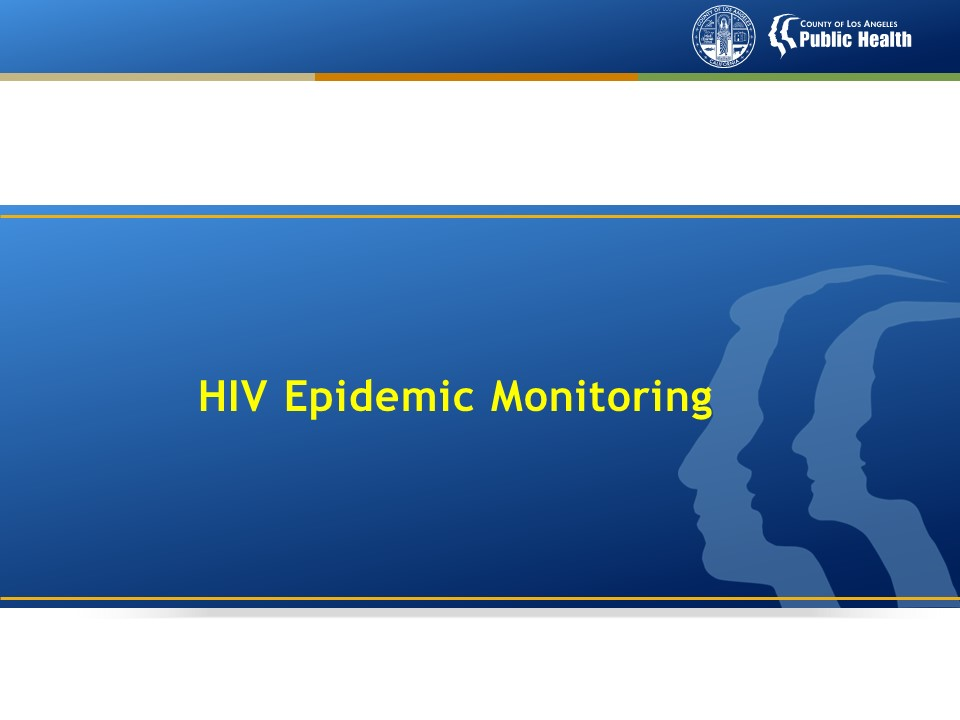 COUNTY OF LOS ANGELES
Public Health
HIV Epidemic Monitoring